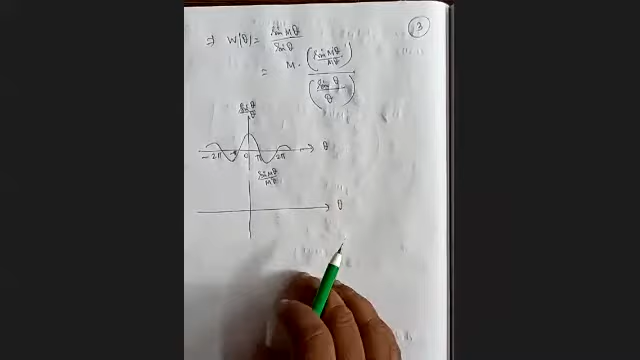 3
⇒ W(ϑ) = sin Mϑ / sin ϑ
= M · (sin Mϑ / Mϑ) / (sin ϑ / ϑ)
sin ϑ / ϑ
-2π 0 π 2π ϑ
sin Mϑ / Mϑ
ϑ